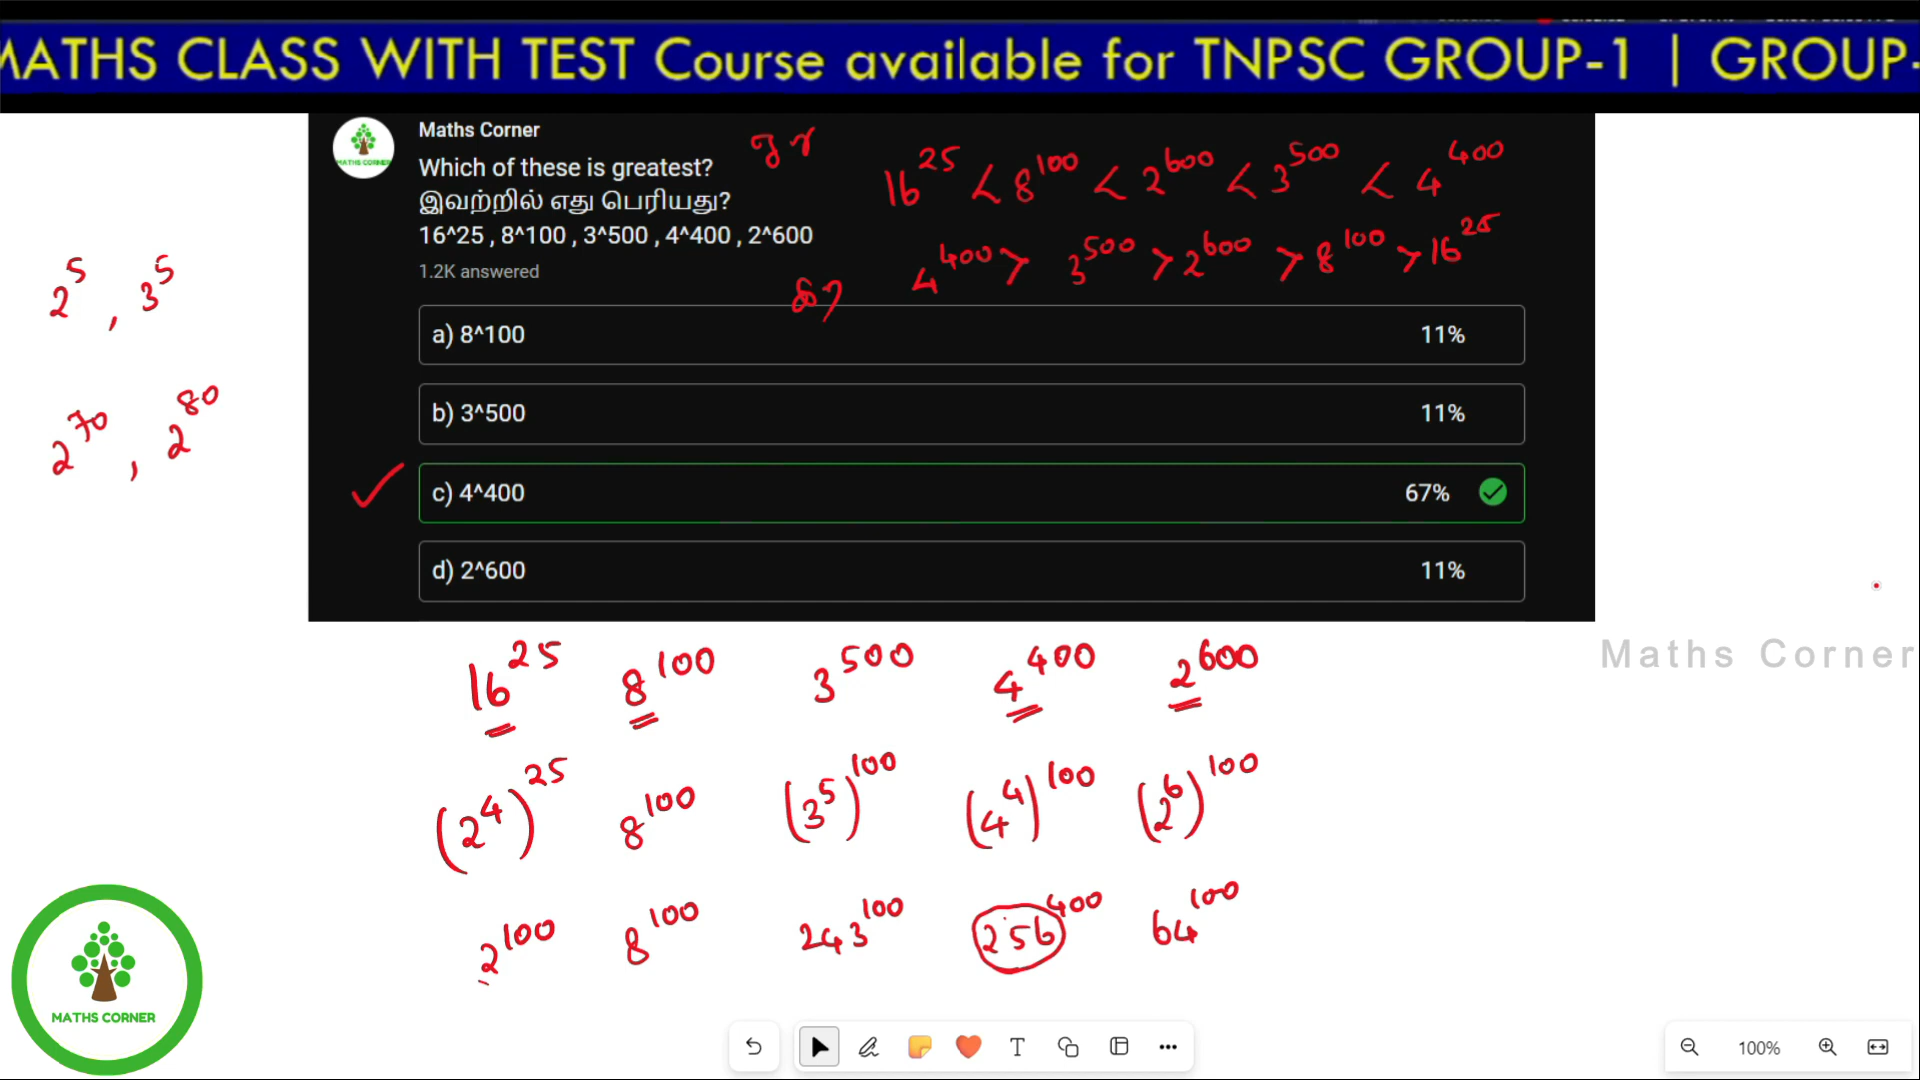 MATHS CLASS WITH TEST Course available for TNPSC GROUP-1 | GROUP-
Maths Corner
Which of these is greatest?
இவற்றில் எது பெரியது?
16^25 , 8^100 , 3^500 , 4^400 , 2^600
1.2K answered
16^25 < 8^100 < 2^600 < 3^500 < 4^400
4^400 > 3^500 > 2^600 > 8^100 > 16^25
2^5 , 3^5
2^70 , 2^80
a) 8^100 11%
b) 3^500 11%
c) 4^400 67%
d) 2^600 11%
Maths Corner
16^25 8^100 3^500 4^400 2^600
(2^4)^25 8^100 (3^5)^100 (4^4)^100 (2^6)^100
2^100 8^100 243^100 256^400 64^100
MATHS CORNER
T
100%